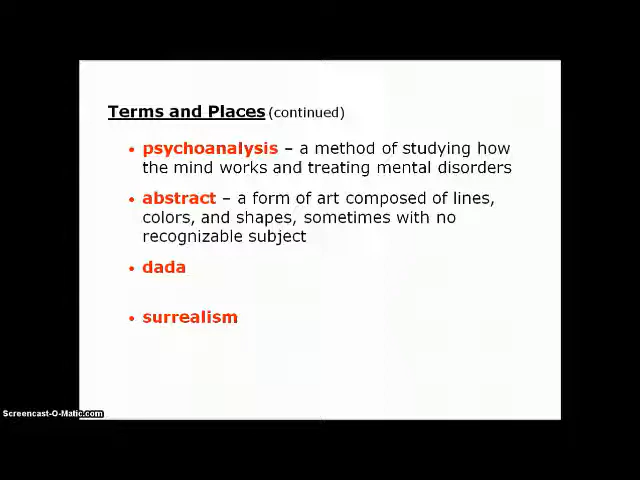 Terms and Places (continued)
• psychoanalysis – a method of studying how
the mind works and treating mental disorders
• abstract – a form of art composed of lines,
colors, and shapes, sometimes with no
recognizable subject
• dada
• surrealism
Screencast-O-Matic.com